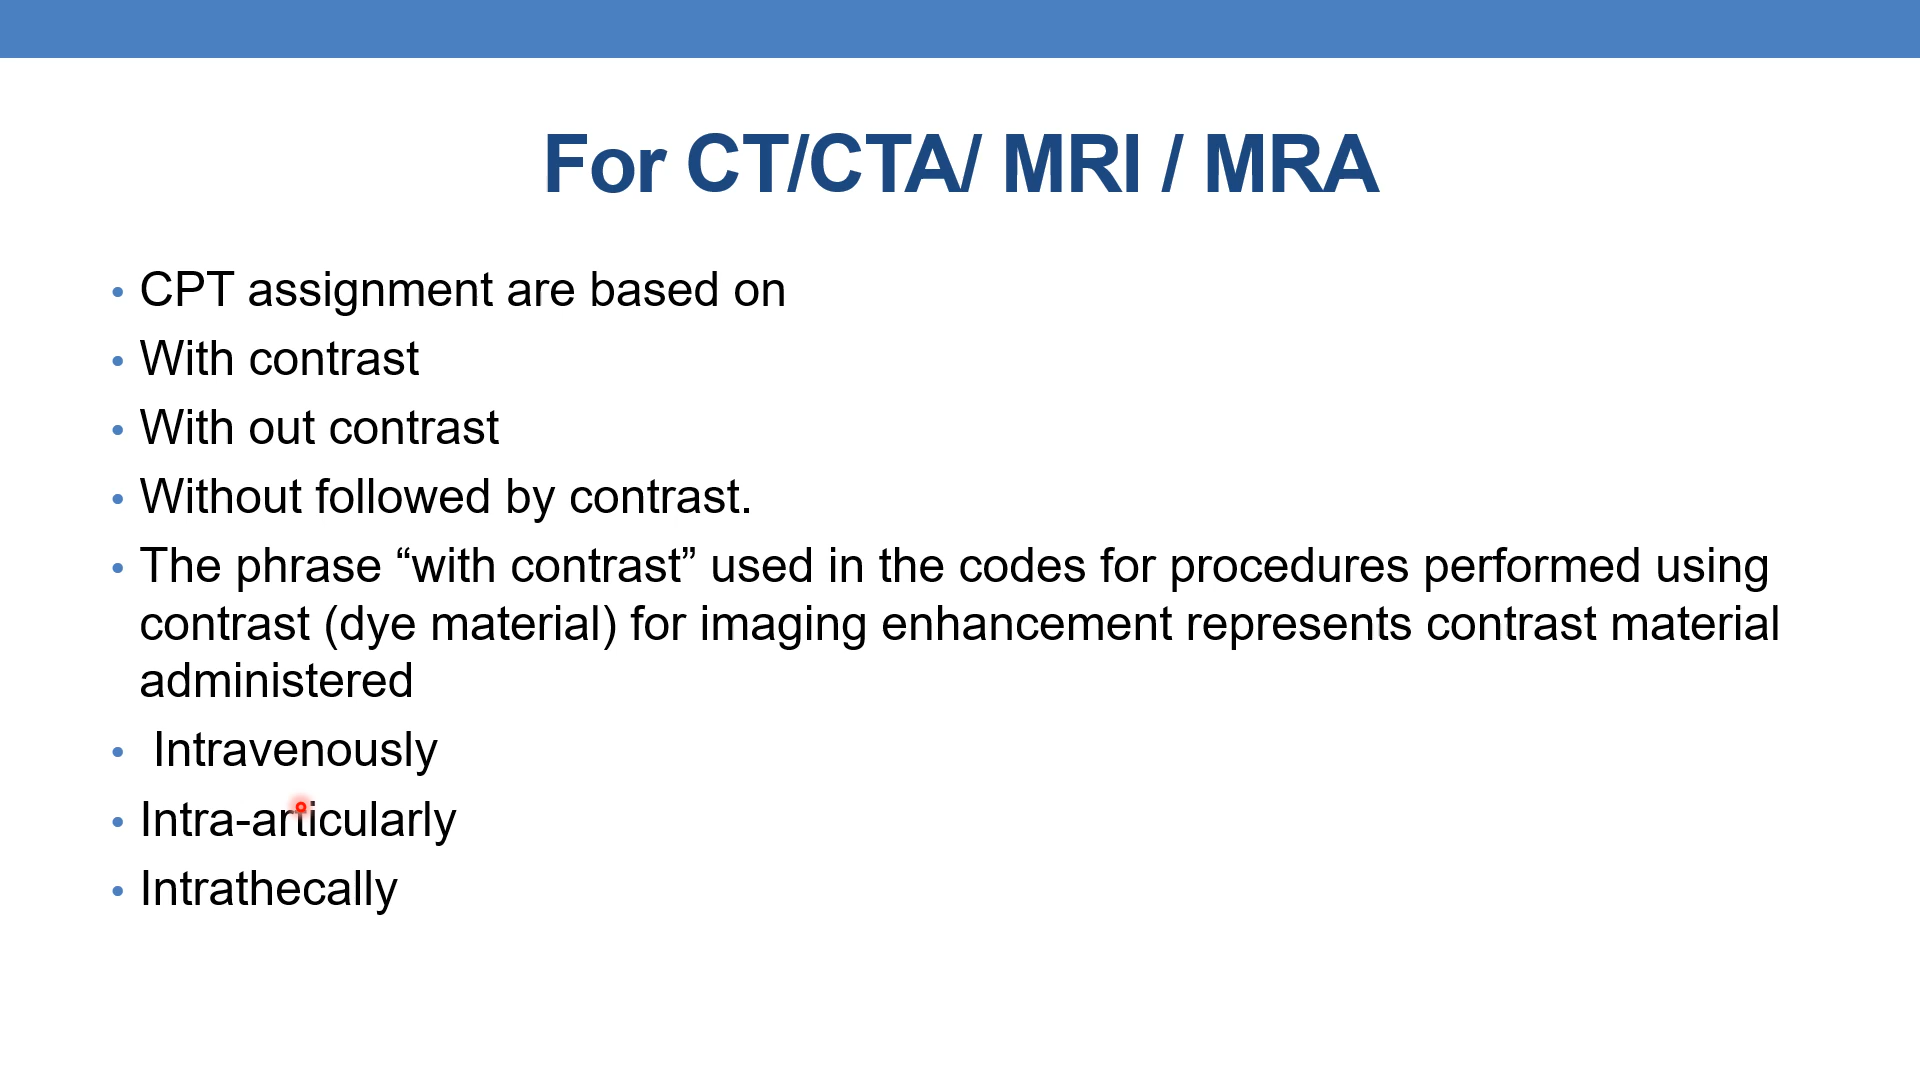 For CT/CTA/ MRI / MRA
• CPT assignment are based on
• With contrast
• With out contrast
• Without followed by contrast.
• The phrase “with contrast” used in the codes for procedures performed using
contrast (dye material) for imaging enhancement represents contrast material
administered
• Intravenously
• Intra-articularly
• Intrathecally